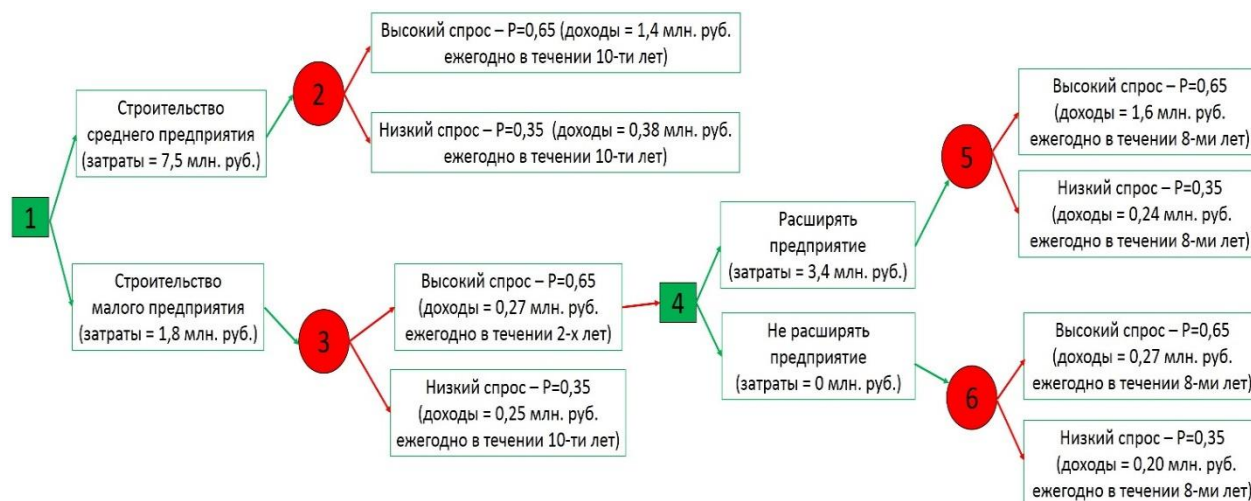 1
Строительство
среднего предприятия
(затраты = 7,5 млн. руб.)
2
Высокий спрос – Р=0,65 (доходы = 1,4 млн. руб.
ежегодно в течении 10-ти лет)
Низкий спрос – Р=0,35 (доходы = 0,38 млн. руб.
ежегодно в течении 10-ти лет)
Строительство
малого предприятия
(затраты = 1,8 млн. руб.)
3
Высокий спрос – Р=0,65
(доходы = 0,27 млн. руб.
ежегодно в течении 2-х лет)
Низкий спрос – Р=0,35
(доходы = 0,25 млн. руб.
ежегодно в течении 10-ти лет)
4
Расширять
предприятие
(затраты = 3,4 млн. руб.)
Не расширять
предприятие
(затраты = 0 млн. руб.)
5
Высокий спрос – Р=0,65
(доходы = 1,6 млн. руб.
ежегодно в течении 8-ми лет)
Низкий спрос – Р=0,35
(доходы = 0,24 млн. руб.
ежегодно в течении 8-ми лет)
6
Высокий спрос – Р=0,65
(доходы = 0,27 млн. руб.
ежегодно в течении 8-ми лет)
Низкий спрос – Р=0,35
(доходы = 0,20 млн. руб.
ежегодно в течении 8-ми лет)